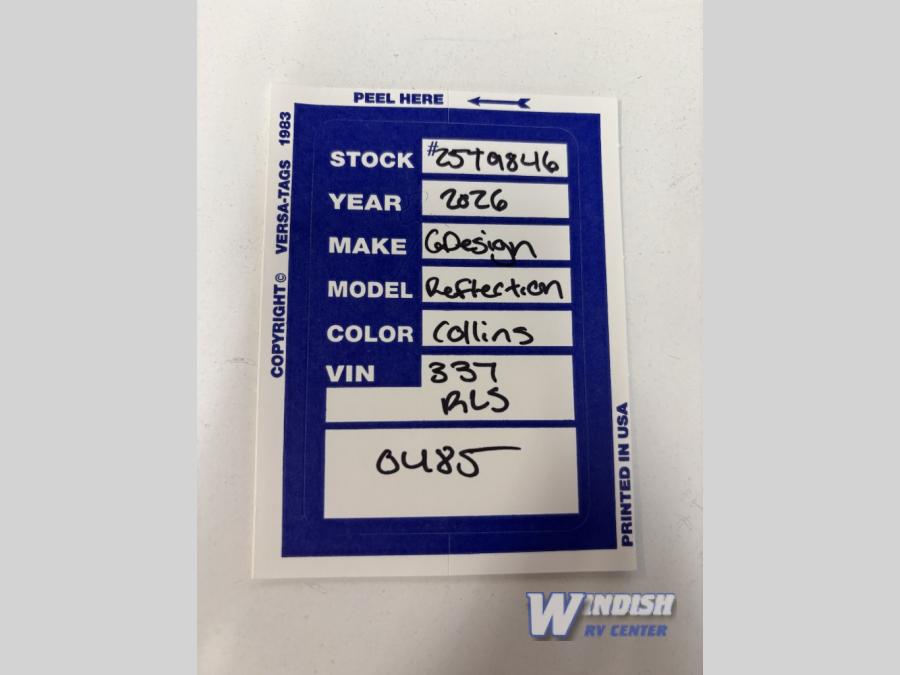 PEEL HERE
COPYRIGHT © VERSA-TAGS 1983
STOCK #25T9846
YEAR 2026
MAKE GDesign
MODEL Reflection
COLOR Collins
VIN 337
RLS
0485
PRINTED IN USA
WINDISH
RV CENTER